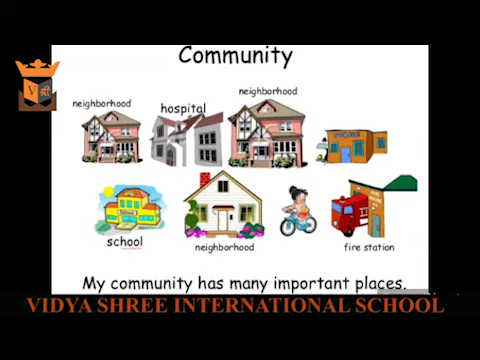 Community
neighborhood
hospital
neighborhood
school
neighborhood
fire station
My community has many important places.
VIDYA SHREE INTERNATIONAL SCHOOL